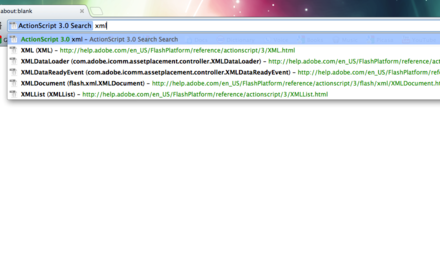 about:blank
ActionScript 3.0 Search xml
ActionScript 3.0 xml – ActionScript 3.0 Search Search
XML (XML) – http://help.adobe.com/en_US/FlashPlatform/reference/actionscript/3/XML.html
XMLDataLoader (com.adobe.icomm.assetplacement.controller.XMLDataLoader) – http://help.adobe.com/en_US/FlashPlatform/reference
XMLDataReadyEvent (com.adobe.icomm.assetplacement.controller.XMLDataReadyEvent) – http://help.adobe.com/en_US/FlashPlatform
XMLDocument (flash.xml.XMLDocument) – http://help.adobe.com/en_US/FlashPlatform/reference/actionscript/3/flash/xml/XMLDocument.html
XMLList (XMLList) – http://help.adobe.com/en_US/FlashPlatform/reference/actionscript/3/XMLList.html